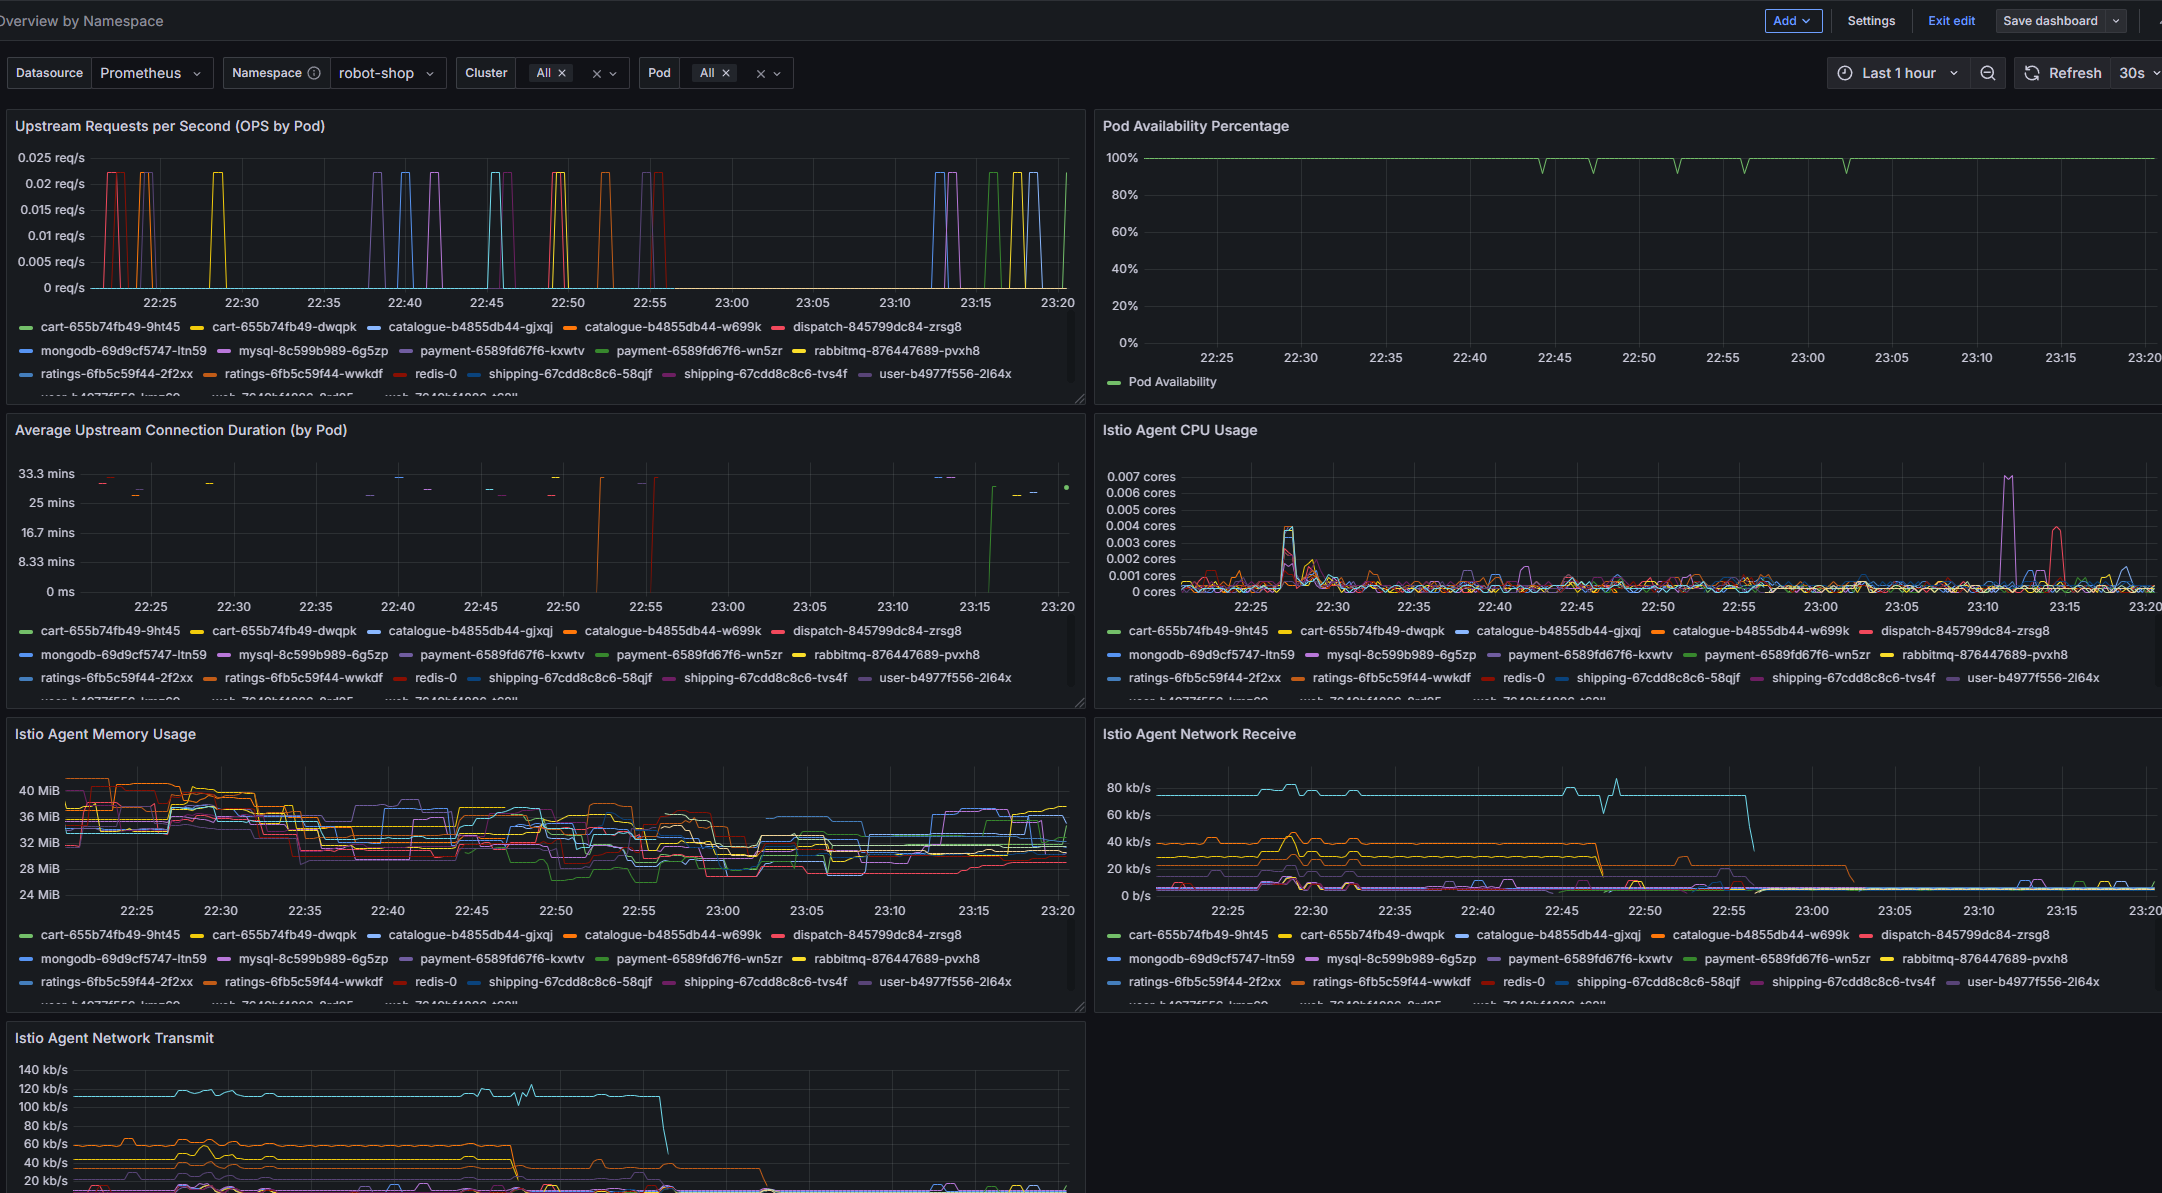 Overview by Namespace
Add
Settings
Exit edit
Save dashboard
Datasource Prometheus
Namespace robot-shop
Cluster All
Pod All
Last 1 hour
Refresh 30s
Upstream Requests per Second (OPS by Pod)
0.025 req/s
0.02 req/s
0.015 req/s
0.01 req/s
0.005 req/s
0 req/s
22:25 22:30 22:35 22:40 22:45 22:50 22:55 23:00 23:05 23:10 23:15 23:20
cart-655b74fb49-9ht45 cart-655b74fb49-dwqpk catalogue-b4855db44-gjxqj catalogue-b4855db44-w699k dispatch-845799dc84-zrsg8
mongodb-69d9cf5747-ltn59 mysql-8c599b989-6g5zp payment-6589fd67f6-kxwtv payment-6589fd67f6-wn5zr rabbitmq-876447689-pvxh8
ratings-6fb5c59f44-2f2xx ratings-6fb5c59f44-wwkdf redis-0 shipping-67cdd8c8c6-58qjf shipping-67cdd8c8c6-tvs4f user-b4977f556-2l64x
Pod Availability Percentage
100%
80%
60%
40%
20%
0%
22:25 22:30 22:35 22:40 22:45 22:50 22:55 23:00 23:05 23:10 23:15 23:20
Pod Availability
Average Upstream Connection Duration (by Pod)
33.3 mins
25 mins
16.7 mins
8.33 mins
0 ms
22:25 22:30 22:35 22:40 22:45 22:50 22:55 23:00 23:05 23:10 23:15 23:20
cart-655b74fb49-9ht45 cart-655b74fb49-dwqpk catalogue-b4855db44-gjxqj catalogue-b4855db44-w699k dispatch-845799dc84-zrsg8
mongodb-69d9cf5747-ltn59 mysql-8c599b989-6g5zp payment-6589fd67f6-kxwtv payment-6589fd67f6-wn5zr rabbitmq-876447689-pvxh8
ratings-6fb5c59f44-2f2xx ratings-6fb5c59f44-wwkdf redis-0 shipping-67cdd8c8c6-58qjf shipping-67cdd8c8c6-tvs4f user-b4977f556-2l64x
Istio Agent CPU Usage
0.007 cores
0.006 cores
0.005 cores
0.004 cores
0.003 cores
0.002 cores
0.001 cores
0 cores
22:25 22:30 22:35 22:40 22:45 22:50 22:55 23:00 23:05 23:10 23:15 23:20
cart-655b74fb49-9ht45 cart-655b74fb49-dwqpk catalogue-b4855db44-gjxqj catalogue-b4855db44-w699k dispatch-845799dc84-zrsg8
mongodb-69d9cf5747-ltn59 mysql-8c599b989-6g5zp payment-6589fd67f6-kxwtv payment-6589fd67f6-wn5zr rabbitmq-876447689-pvxh8
ratings-6fb5c59f44-2f2xx ratings-6fb5c59f44-wwkdf redis-0 shipping-67cdd8c8c6-58qjf shipping-67cdd8c8c6-tvs4f user-b4977f556-2l64x
Istio Agent Memory Usage
40 MiB
36 MiB
32 MiB
28 MiB
24 MiB
22:25 22:30 22:35 22:40 22:45 22:50 22:55 23:00 23:05 23:10 23:15 23:20
cart-655b74fb49-9ht45 cart-655b74fb49-dwqpk catalogue-b4855db44-gjxqj catalogue-b4855db44-w699k dispatch-845799dc84-zrsg8
mongodb-69d9cf5747-ltn59 mysql-8c599b989-6g5zp payment-6589fd67f6-kxwtv payment-6589fd67f6-wn5zr rabbitmq-876447689-pvxh8
ratings-6fb5c59f44-2f2xx ratings-6fb5c59f44-wwkdf redis-0 shipping-67cdd8c8c6-58qjf shipping-67cdd8c8c6-tvs4f user-b4977f556-2l64x
Istio Agent Network Receive
80 kb/s
60 kb/s
40 kb/s
20 kb/s
0 b/s
22:25 22:30 22:35 22:40 22:45 22:50 22:55 23:00 23:05 23:10 23:15 23:20
cart-655b74fb49-9ht45 cart-655b74fb49-dwqpk catalogue-b4855db44-gjxqj catalogue-b4855db44-w699k dispatch-845799dc84-zrsg8
mongodb-69d9cf5747-ltn59 mysql-8c599b989-6g5zp payment-6589fd67f6-kxwtv payment-6589fd67f6-wn5zr rabbitmq-876447689-pvxh8
ratings-6fb5c59f44-2f2xx ratings-6fb5c59f44-wwkdf redis-0 shipping-67cdd8c8c6-58qjf shipping-67cdd8c8c6-tvs4f user-b4977f556-2l64x
Istio Agent Network Transmit
140 kb/s
120 kb/s
100 kb/s
80 kb/s
60 kb/s
40 kb/s
20 kb/s